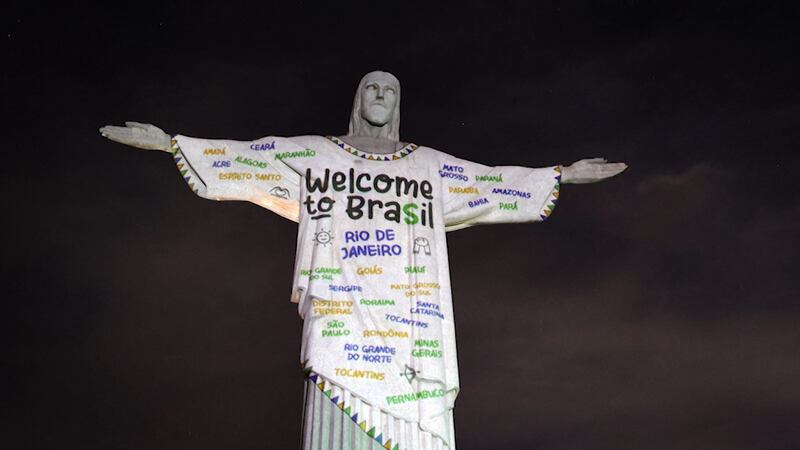 AMAPÁ
CEARÁ
ACRE
ALAGOAS
MARANHÃO
ESPÍRITO SANTO
MATO
GROSSO
PARANÁ
PARAÍBA
AMAZONAS
BAHIA
PARÁ
Welcome
to Brasil
RIO DE
JANEIRO
RIO GRANDE
DO SUL
GOIÁS
PIAUÍ
SERGIPE
MATO GROSSO
DO SUL
DISTRITO
FEDERAL
RORAIMA
SANTA
CATARINA
TOCANTINS
SÃO
PAULO
RONDÔNIA
RIO GRANDE
DO NORTE
MINAS
GERAIS
TOCANTINS
PERNAMBUCO